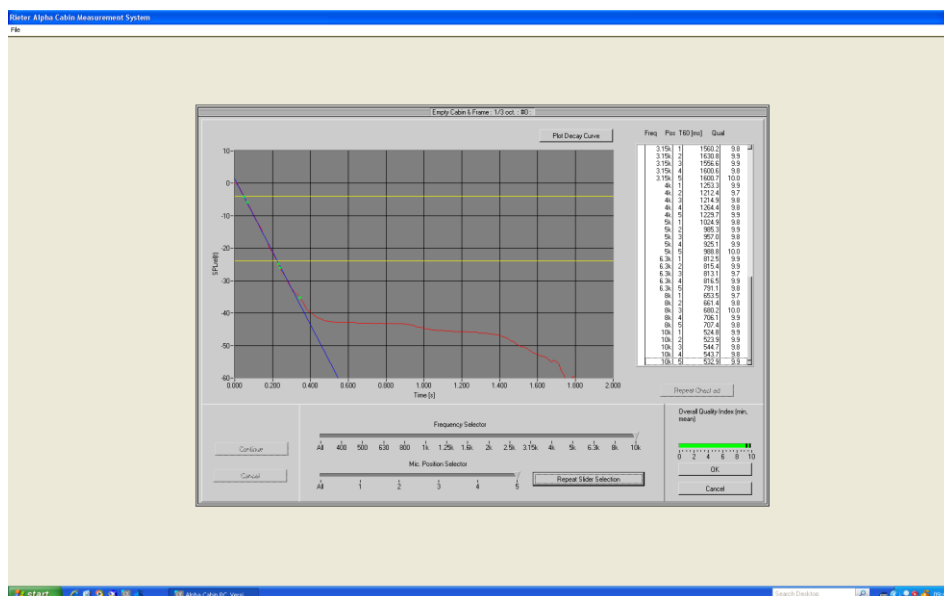 Rieter Alpha Cabin Measurement System
File
Empty Cabin & Frame : 1/3 oct. : #0 :
Plot Decay Curve
Freq Pos T60 [ms] Qual
3.15k 1 1560.2 9.8
3.15k 2 1630.8 9.9
3.15k 3 1556.6 9.9
3.15k 4 1600.6 9.8
3.15k 5 1600.7 10.0
4k 1 1253.3 9.9
4k 2 1212.4 9.7
4k 3 1214.9 9.8
4k 4 1264.4 9.8
4k 5 1229.7 9.9
5k 1 1024.9 9.8
5k 2 985.3 9.9
5k 3 957.0 9.8
5k 4 925.1 9.9
5k 5 988.8 10.0
6.3k 1 812.5 9.9
6.3k 2 815.4 9.9
6.3k 3 813.1 9.7
6.3k 4 816.5 9.9
6.3k 5 791.1 9.8
8k 1 653.5 9.7
8k 2 661.4 9.8
8k 3 680.2 10.0
8k 4 706.1 9.9
8k 5 707.4 9.8
10k 1 524.8 9.9
10k 2 523.9 9.9
10k 3 544.7 9.8
10k 4 543.7 9.8
10k 5 532.9 9.9
10
0
-10
-20
-30
-40
-50
-60
0.000 0.200 0.400 0.600 0.800 1.000 1.200 1.400 1.600 1.800 2.000
Time [s]
Overall Quality Index (min, mean)
0 2 4 6 8 10
OK
Cancel
Continue
Cancel
Frequency Selector
All 400 500 630 800 1k 1.25k 1.6k 2k 2.5k 3.15k 4k 5k 6.3k 8k 10k
Mic. Position Selector
All 1 2 3 4 5
Repeat Slider Selection
start
Search Desktop